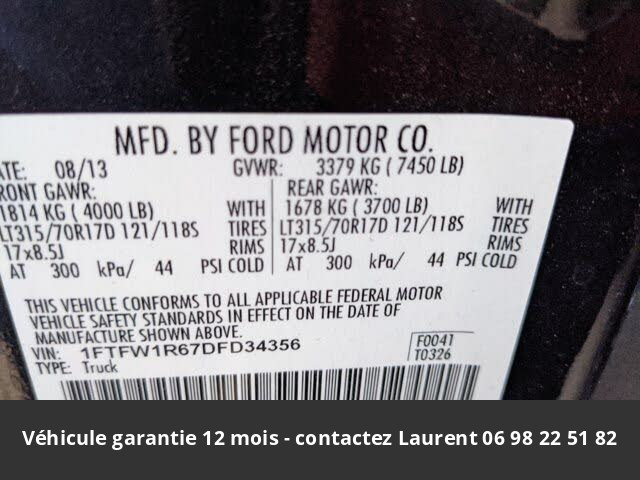 MFD. BY FORD MOTOR CO.
ATE: 08/13 GVWR: 3379 KG ( 7450 LB)
RONT GAWR: REAR GAWR:
1814 KG ( 4000 LB) WITH 1678 KG ( 3700 LB) WITH
LT315/70R17D 121/118S TIRES LT315/70R17D 121/118S TIRES
17x8.5J RIMS 17x8.5J RIMS
AT 300 kPa/ 44 PSI COLD AT 300 kPa/ 44 PSI COLD
THIS VEHICLE CONFORMS TO ALL APPLICABLE FEDERAL MOTOR
VEHICLE SAFETY STANDARDS IN EFFECT ON THE DATE OF
MANUFACTURE SHOWN ABOVE.
VIN: 1FTFW1R67DFD34356 F0041
TYPE: Truck T0326
Véhicule garantie 12 mois - contactez Laurent 06 98 22 51 82